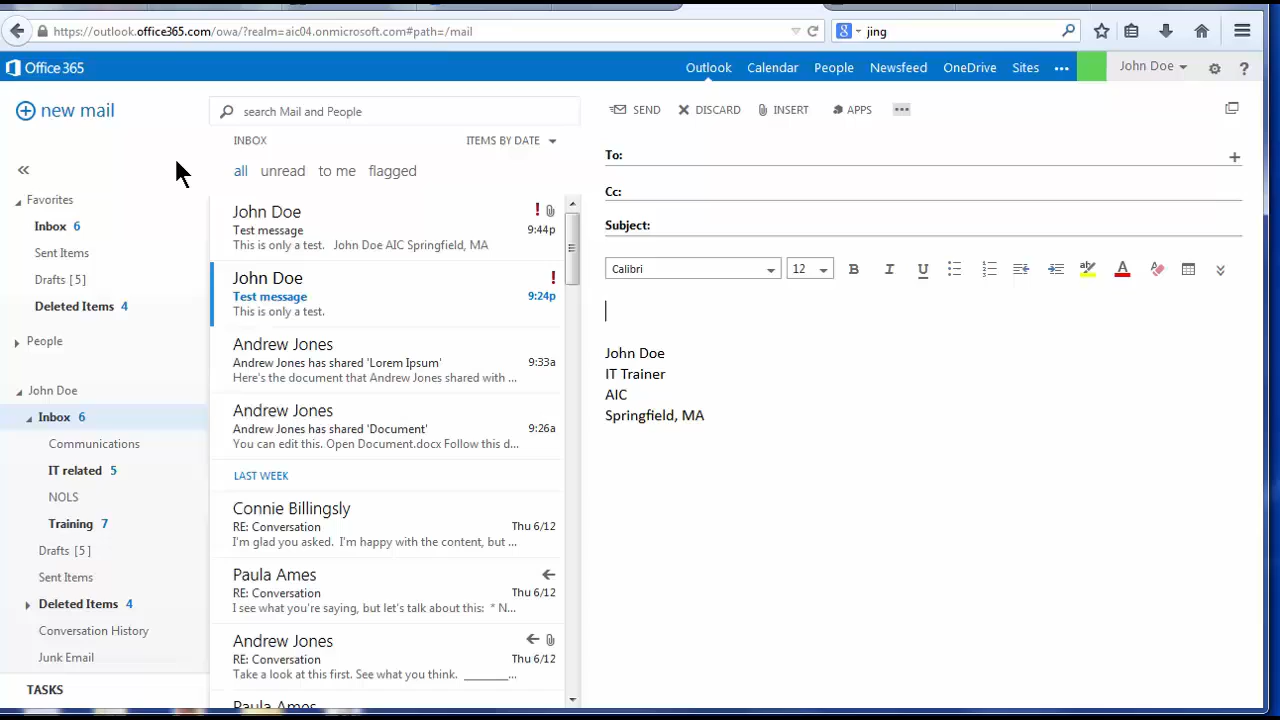 https://outlook.office365.com/owa/?realm=aic04.onmicrosoft.com#path=/mail
jing
Office 365
Outlook Calendar People Newsfeed OneDrive Sites ••• John Doe ?
new mail
search Mail and People
INBOX ITEMS BY DATE
all unread to me flagged
Favorites
Inbox 6
Sent Items
Drafts [5]
Deleted Items 4
People
John Doe
Inbox 6
Communications
IT related 5
NOLS
Training 7
Drafts [5]
Sent Items
Deleted Items 4
Conversation History
Junk Email
TASKS
John Doe
Test message 9:44p
This is only a test. John Doe AIC Springfield, MA
John Doe
Test message 9:24p
This is only a test.
Andrew Jones
Andrew Jones has shared 'Lorem Ipsum' 9:33a
Here's the document that Andrew Jones shared with ...
Andrew Jones
Andrew Jones has shared 'Document' 9:26a
You can edit this. Open Document.docx Follow this d...
LAST WEEK
Connie Billingsly
RE: Conversation Thu 6/12
I'm glad you asked. I'm happy with the content, but ...
Paula Ames
RE: Conversation Thu 6/12
I see what you're saying, but let's talk about this: * N...
Andrew Jones
RE: Conversation Thu 6/12
Take a look at this first. See what you think. ________...
Paula Ames
SEND DISCARD INSERT APPS •••
To:
Cc:
Subject:
Calibri 12 B I U A
John Doe
IT Trainer
AIC
Springfield, MA